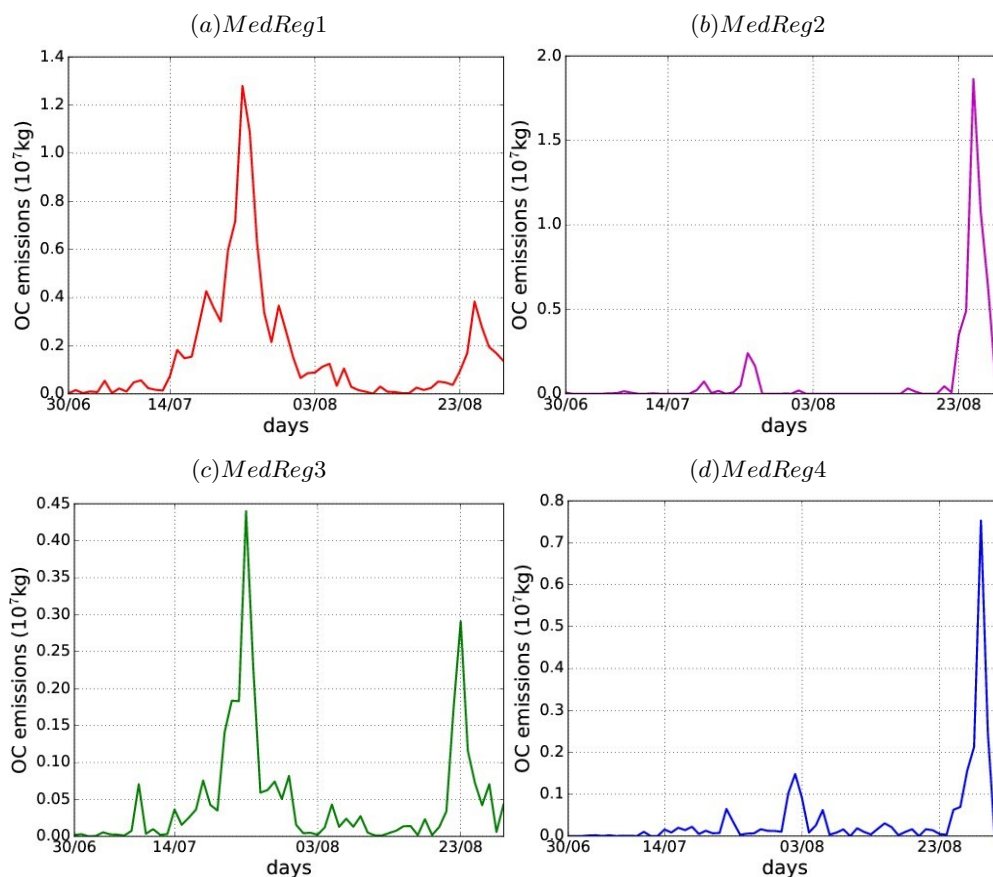 (a)MedReg1
OC emissions (10⁷kg)
1.4
1.2
1.0
0.8
0.6
0.4
0.2
0.0
30/06 14/07 03/08 23/08
days
(b)MedReg2
OC emissions (10⁷kg)
2.0
1.5
1.0
0.5
0.0
30/06 14/07 03/08 23/08
days
(c)MedReg3
OC emissions (10⁷kg)
0.45
0.40
0.35
0.30
0.25
0.20
0.15
0.10
0.05
0.00
30/06 14/07 03/08 23/08
days
(d)MedReg4
OC emissions (10⁷kg)
0.8
0.7
0.6
0.5
0.4
0.3
0.2
0.1
0.0
30/06 14/07 03/08 23/08
days